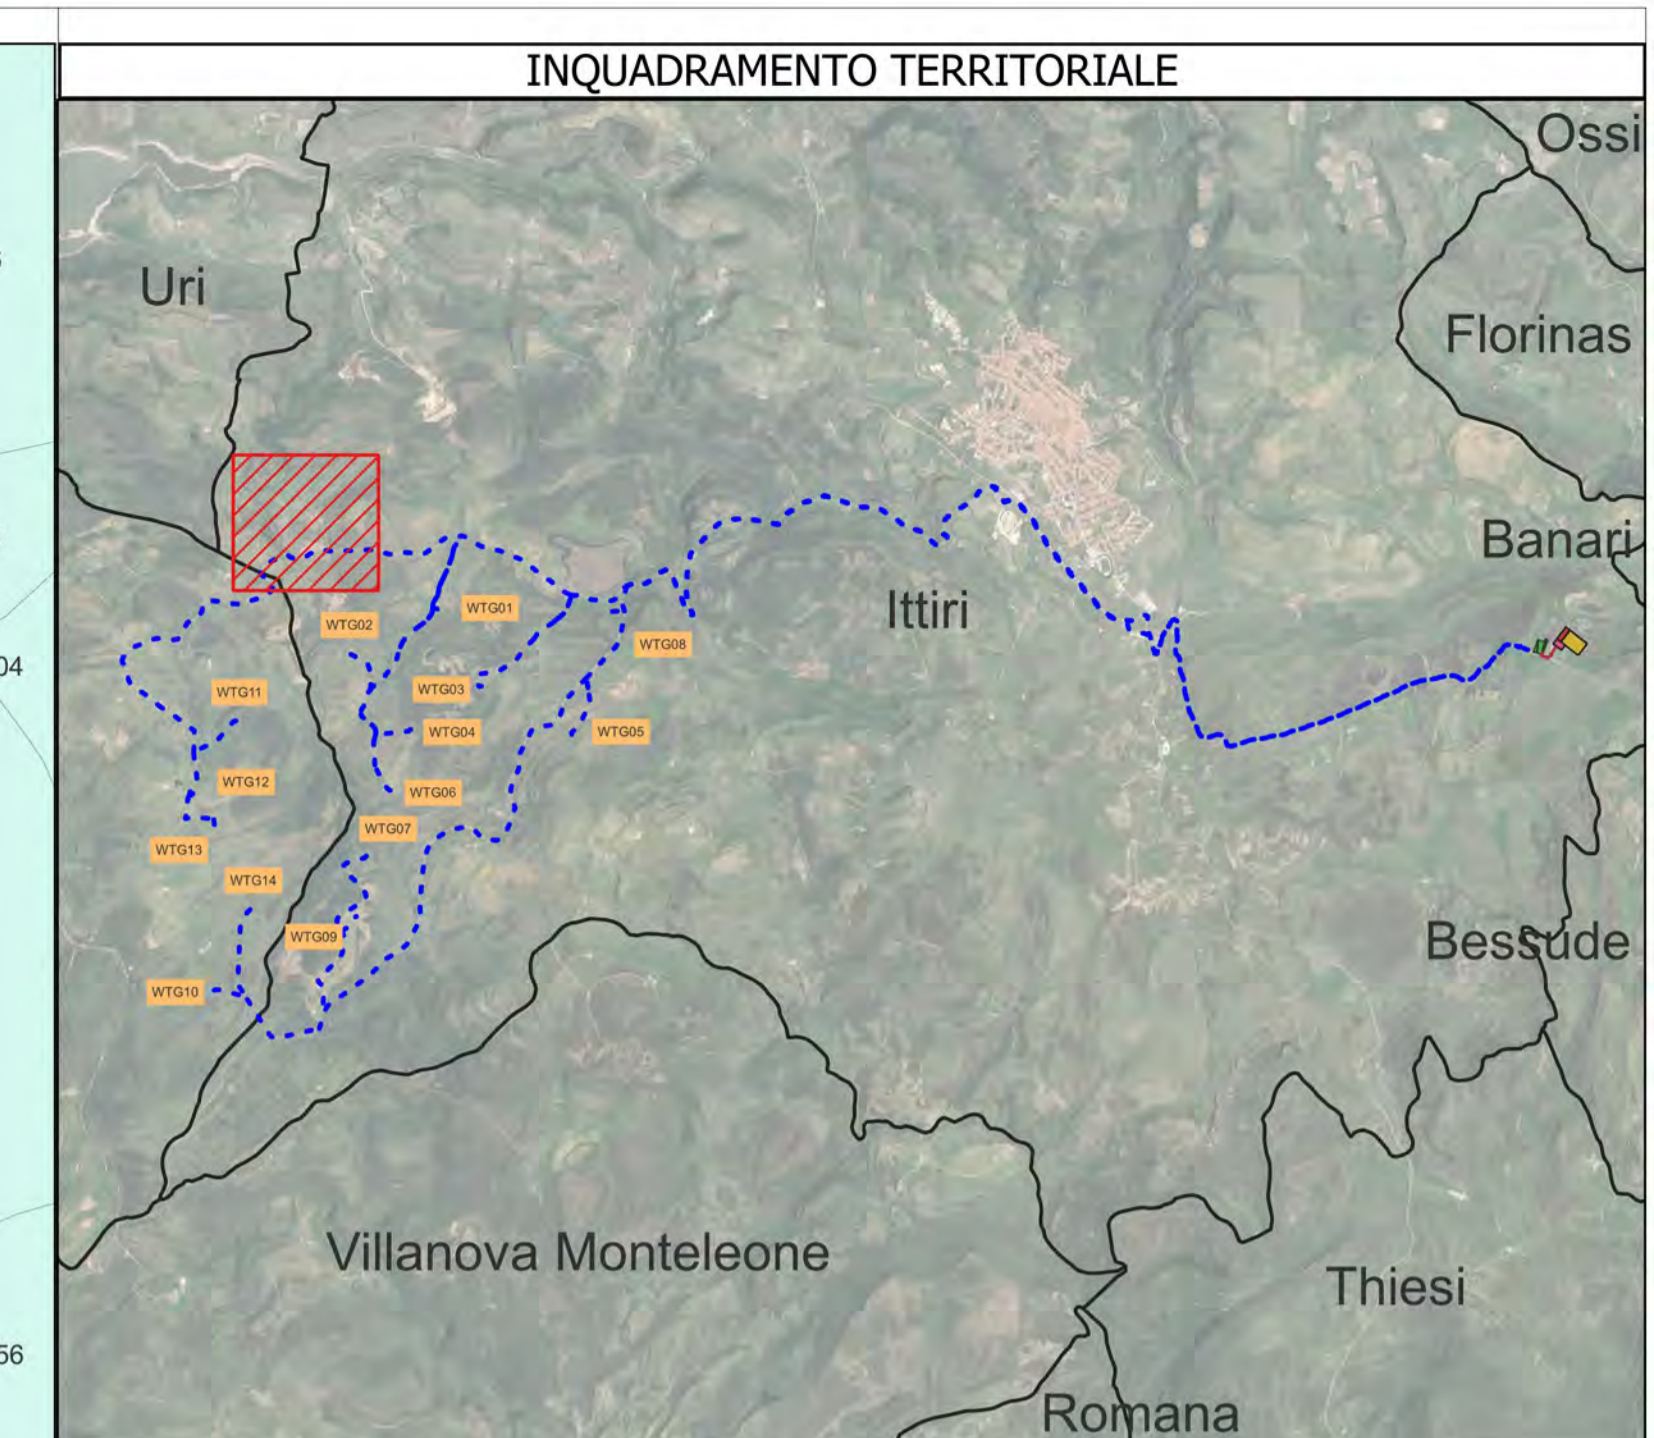 INQUADRAMENTO TERRITORIALE
Ossi
Uri
Florinas
Banari
Ittiri
WTG01
WTG02
WTG08
04
WTG03
WTG11
WTG04
WTG05
WTG12
WTG06
WTG07
WTG13
WTG14
WTG09
Bessude
WTG10
Villanova Monteleone
Thiesi
56
Romana